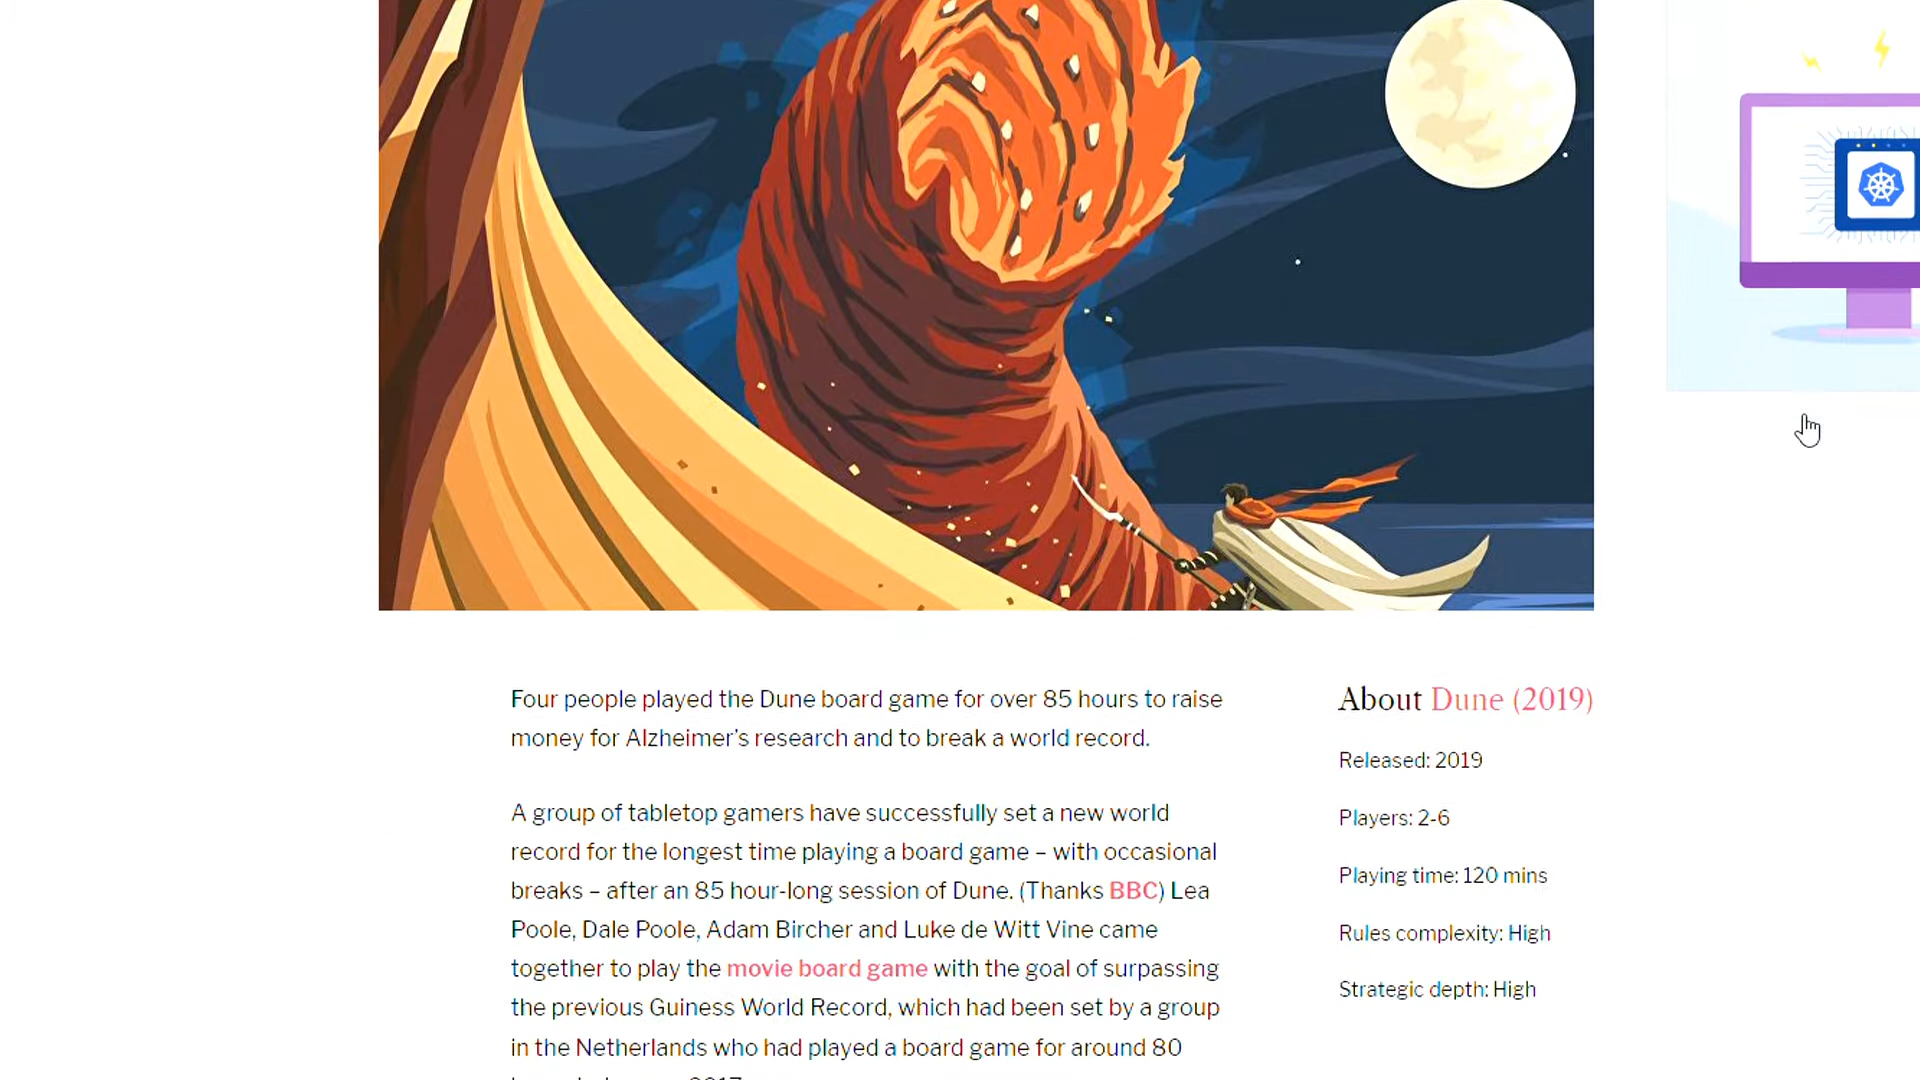 Four people played the Dune board game for over 85 hours to raise
money for Alzheimer's research and to break a world record.
A group of tabletop gamers have successfully set a new world
record for the longest time playing a board game – with occasional
breaks – after an 85 hour-long session of Dune. (Thanks BBC) Lea
Poole, Dale Poole, Adam Bircher and Luke de Witt Vine came
together to play the movie board game with the goal of surpassing
the previous Guiness World Record, which had been set by a group
in the Netherlands who had played a board game for around 80
About Dune (2019)
Released: 2019
Players: 2-6
Playing time: 120 mins
Rules complexity: High
Strategic depth: High